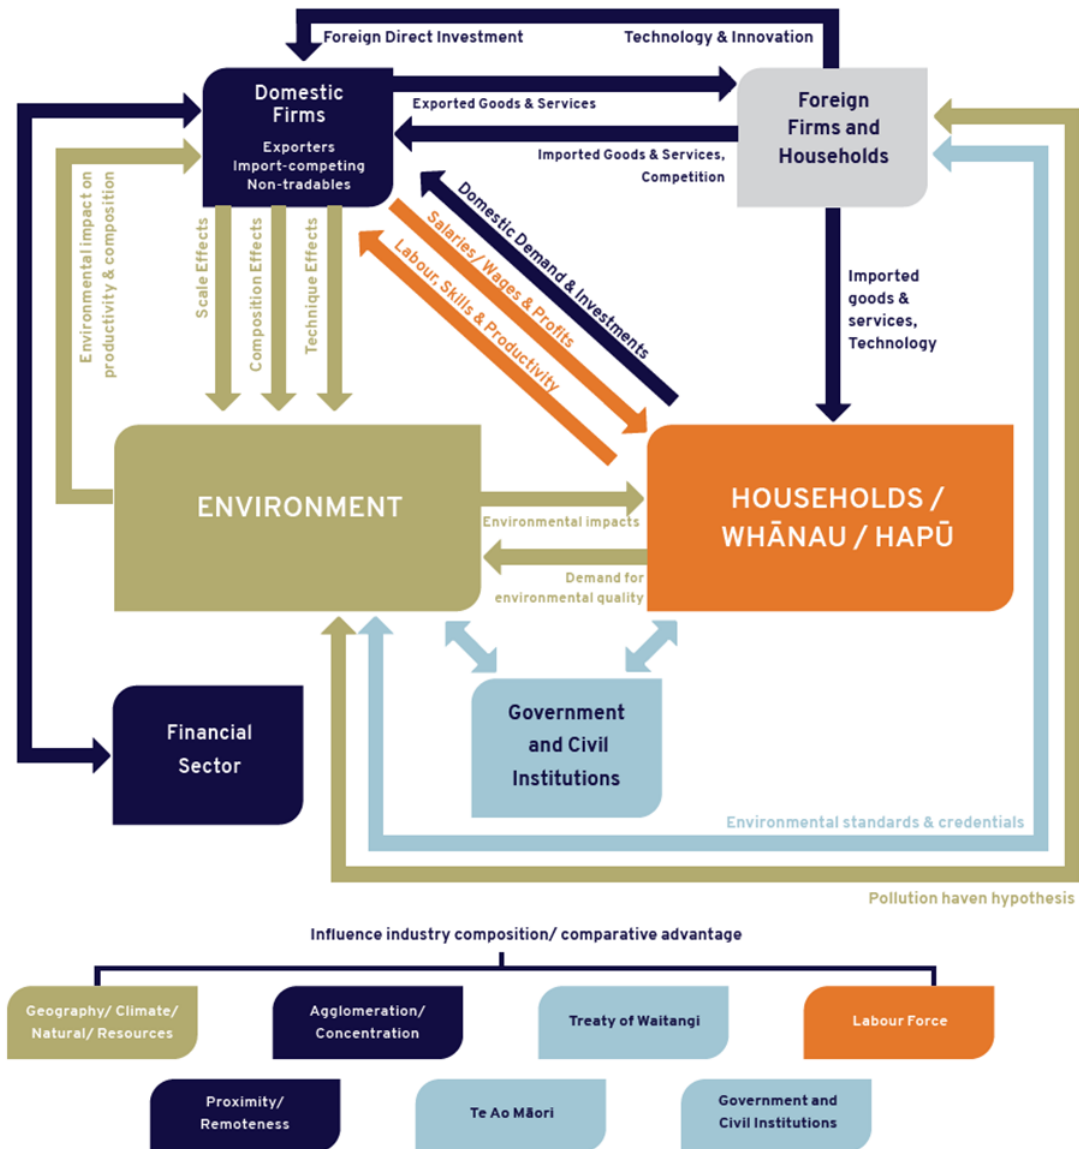 Foreign Direct Investment
Technology & Innovation
Domestic
Firms
Exporters
Import-competing
Non-tradables
Exported Goods & Services
Imported Goods & Services,
Competition
Foreign
Firms and
Households
Environmental impact on
productivity & composition
Scale Effects
Composition Effects
Technique Effects
Domestic Demand & Investments
Salaries/ Wages & Profits
Labour, Skills & Productivity
Imported
goods &
services,
Technology
ENVIRONMENT
Environmental impacts
Demand for
environmental quality
HOUSEHOLDS /
WHĀNAU / HAPŪ
Financial
Sector
Government
and Civil
Institutions
Environmental standards & credentials
Pollution haven hypothesis
Influence industry composition/ comparative advantage
Geography/ Climate/
Natural/ Resources
Agglomeration/
Concentration
Treaty of Waitangi
Labour Force
Proximity/
Remoteness
Te Ao Māori
Government and
Civil Institutions